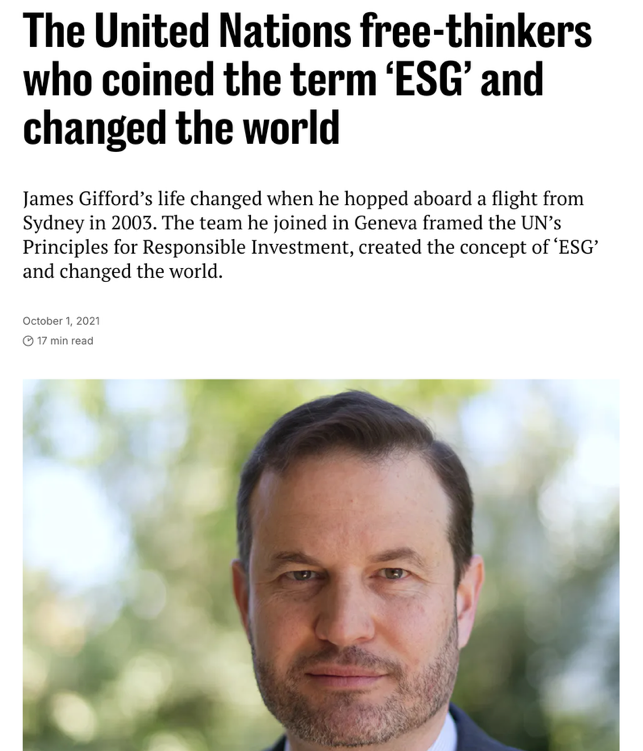 The United Nations free-thinkers
who coined the term ‘ESG’ and
changed the world
James Gifford’s life changed when he hopped aboard a flight from
Sydney in 2003. The team he joined in Geneva framed the UN’s
Principles for Responsible Investment, created the concept of ‘ESG’
and changed the world.
October 1, 2021
17 min read